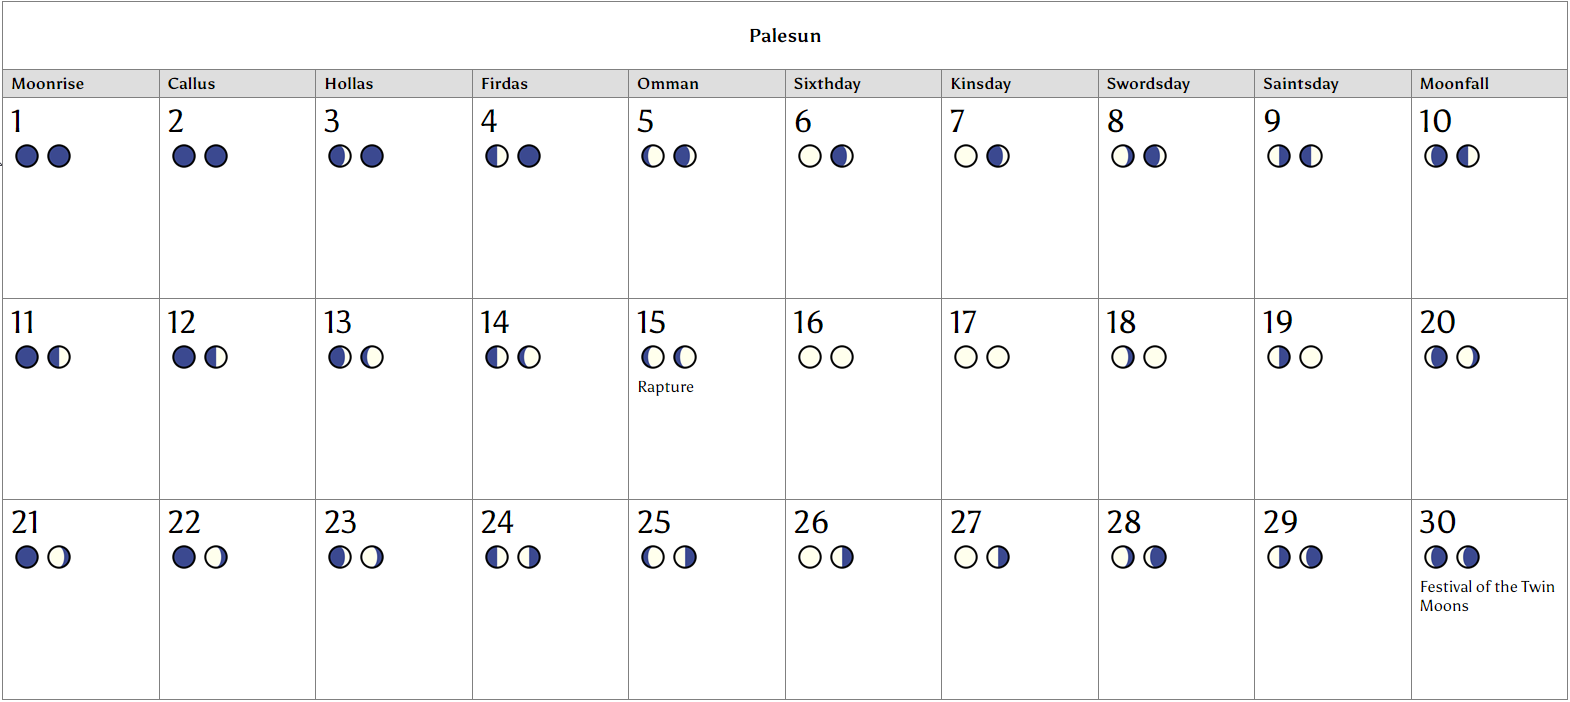 Palesun
Moonrise Callus Hollas Firdas Omman Sixthday Kinsday Swordsday Saintsday Moonfall
1 2 3 4 5 6 7 8 9 10
11 12 13 14 15 16 17 18 19 20
Rapture
21 22 23 24 25 26 27 28 29 30
Festival of the Twin
Moons